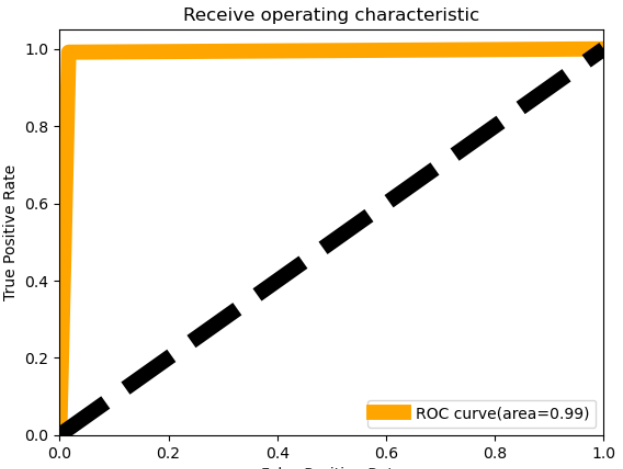 Receive operating characteristic
1.0
0.8
0.6
0.4
0.2
0.0
True Positive Rate
ROC curve(area=0.99)
0.0 0.2 0.4 0.6 0.8 1.0